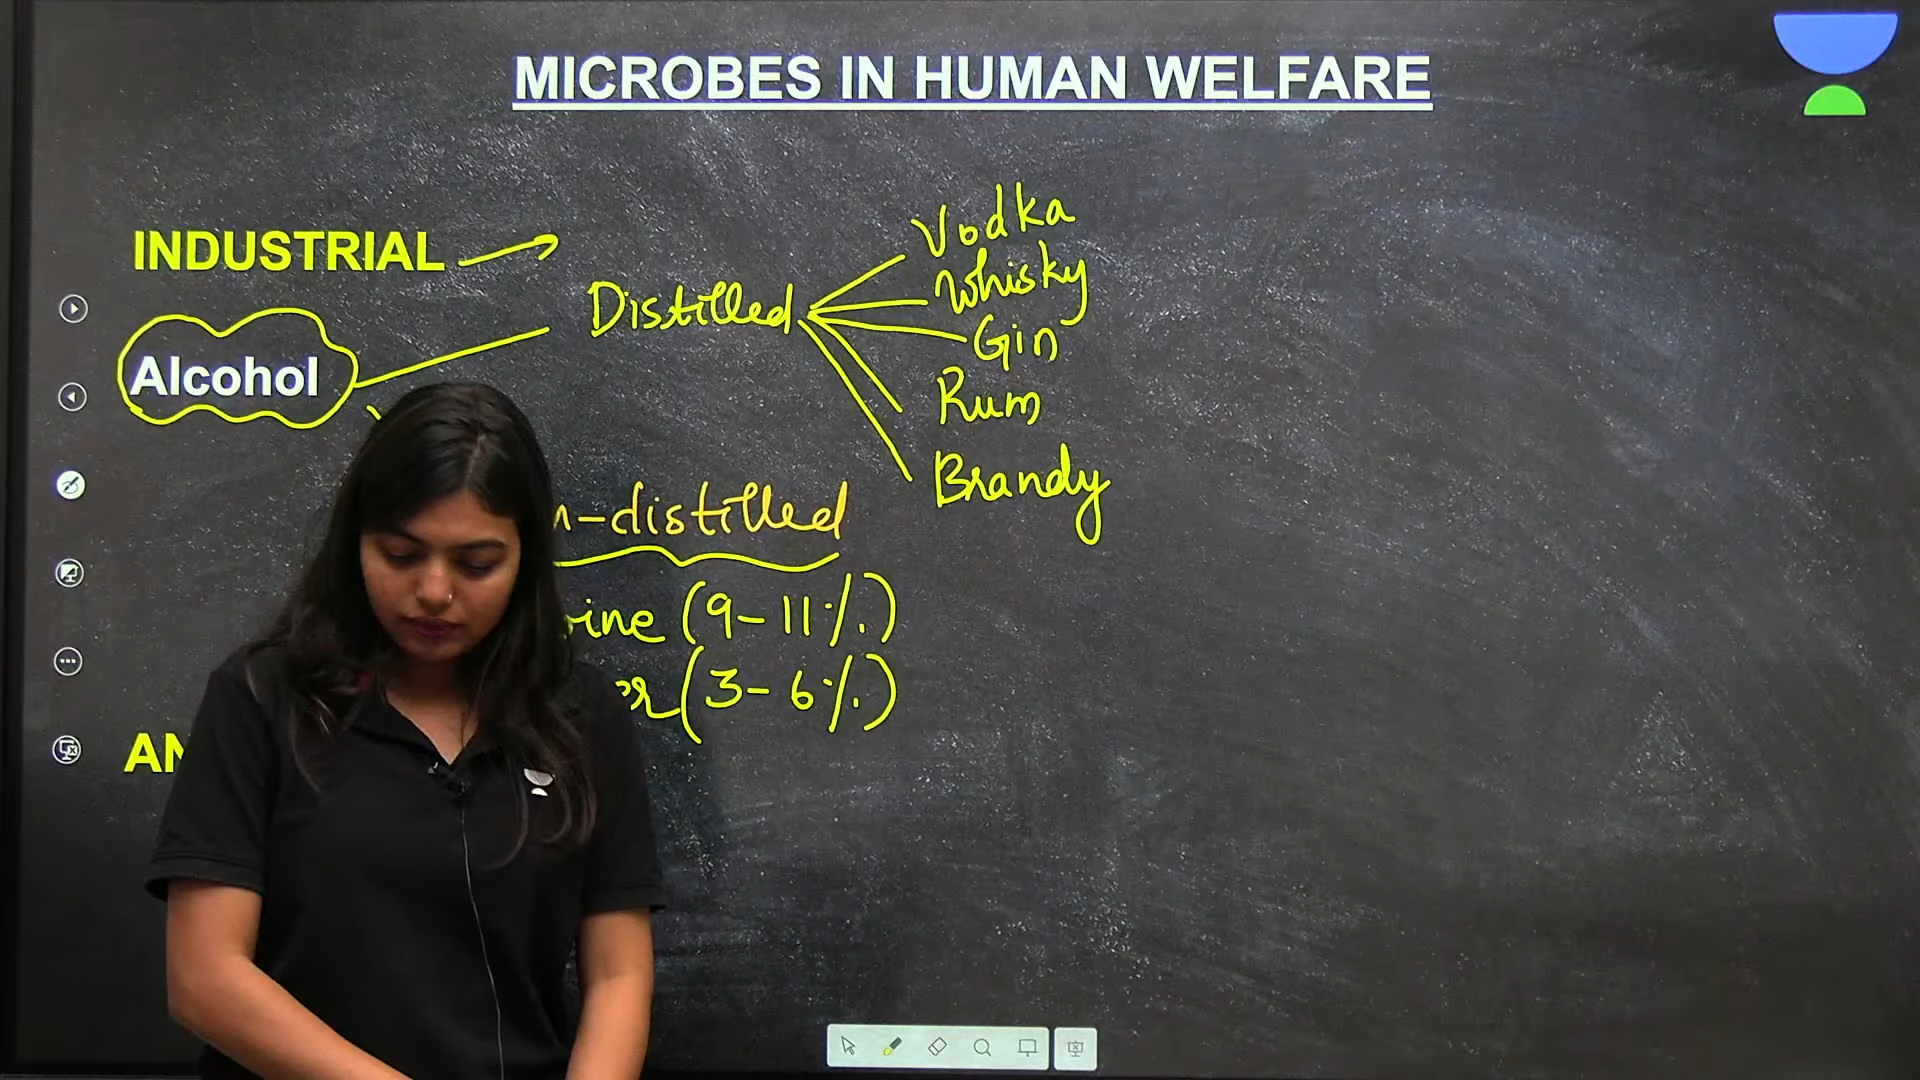 MICROBES IN HUMAN WELFARE
INDUSTRIAL
Alcohol
Distilled
Vodka
Whisky
Gin
Rum
Brandy
n-distilled
ine (9-11%)
er (3-6%)
AN